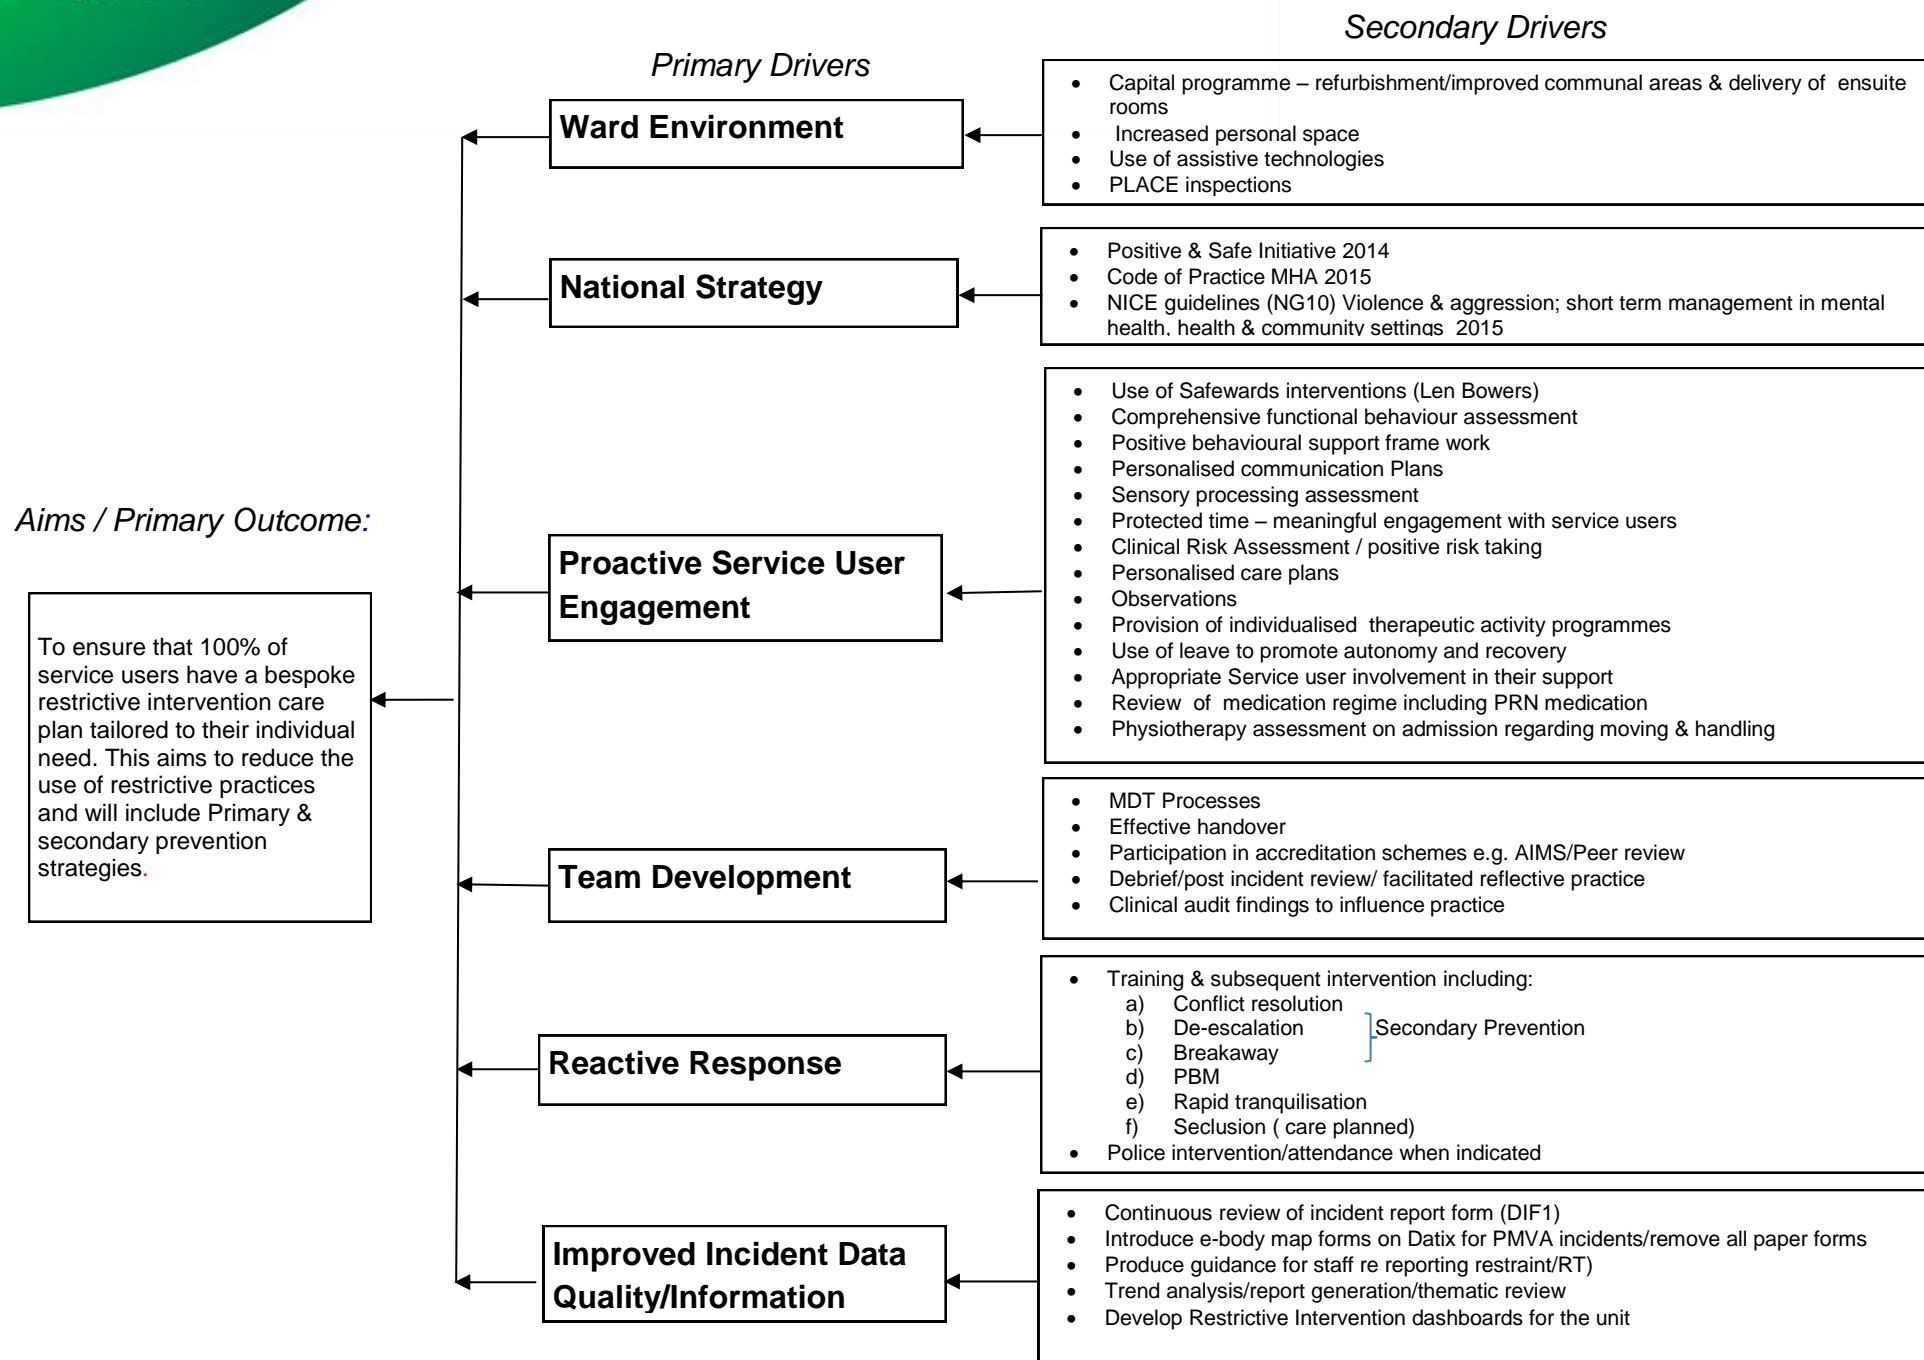 Secondary Drivers
Primary Drivers
Ward Environment
• Capital programme – refurbishment/improved communal areas & delivery of ensuite
rooms
• Increased personal space
• Use of assistive technologies
• PLACE inspections
National Strategy
• Positive & Safe Initiative 2014
• Code of Practice MHA 2015
• NICE guidelines (NG10) Violence & aggression; short term management in mental
health, health & community settings 2015
Aims / Primary Outcome:
To ensure that 100% of
service users have a bespoke
restrictive intervention care
plan tailored to their individual
need. This aims to reduce the
use of restrictive practices
and will include Primary &
secondary prevention
strategies.
Proactive Service User
Engagement
• Use of Safewards interventions (Len Bowers)
• Comprehensive functional behaviour assessment
• Positive behavioural support frame work
• Personalised communication Plans
• Sensory processing assessment
• Protected time – meaningful engagement with service users
• Clinical Risk Assessment / positive risk taking
• Personalised care plans
• Observations
• Provision of individualised therapeutic activity programmes
• Use of leave to promote autonomy and recovery
• Appropriate Service user involvement in their support
• Review of medication regime including PRN medication
• Physiotherapy assessment on admission regarding moving & handling
Team Development
• MDT Processes
• Effective handover
• Participation in accreditation schemes e.g. AIMS/Peer review
• Debrief/post incident review/ facilitated reflective practice
• Clinical audit findings to influence practice
Reactive Response
• Training & subsequent intervention including:
a) Conflict resolution
b) De-escalation Secondary Prevention
c) Breakaway
d) PBM
e) Rapid tranquilisation
f) Seclusion ( care planned)
• Police intervention/attendance when indicated
Improved Incident Data
Quality/Information
• Continuous review of incident report form (DIF1)
• Introduce e-body map forms on Datix for PMVA incidents/remove all paper forms
• Produce guidance for staff re reporting restraint/RT)
• Trend analysis/report generation/thematic review
• Develop Restrictive Intervention dashboards for the unit